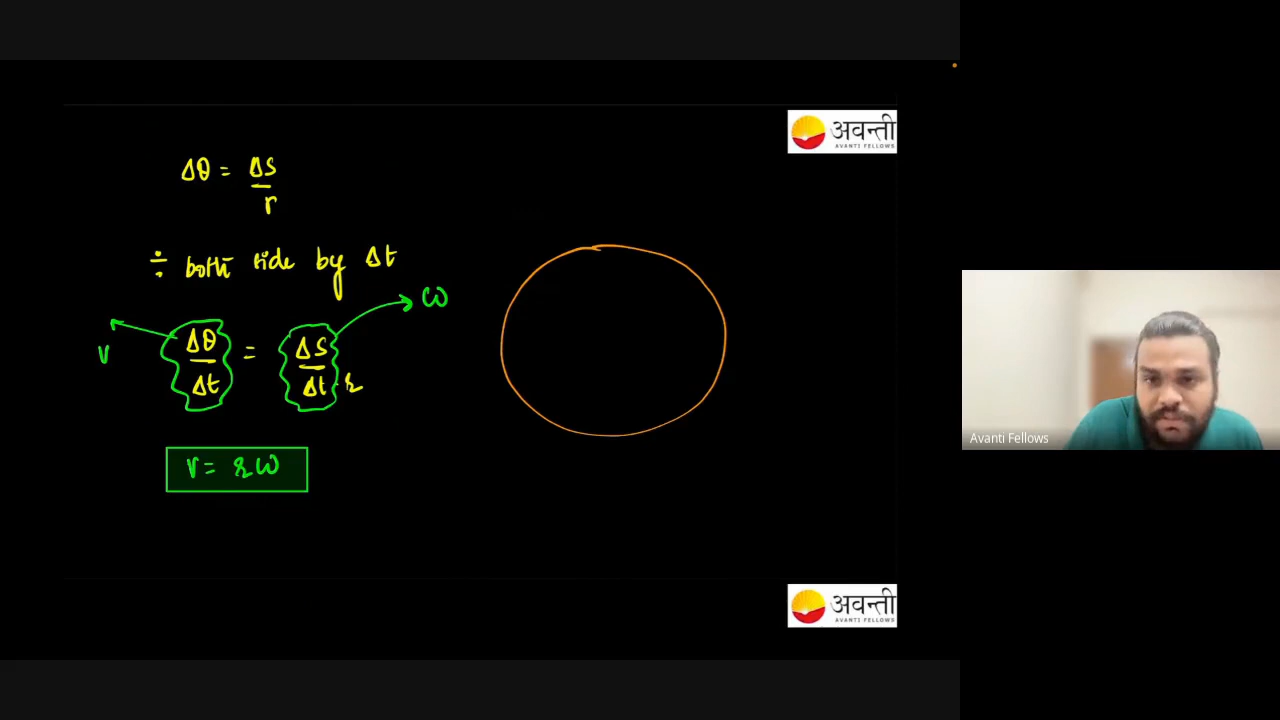 अवन्ती
AVANTI FELLOWS
Δθ = Δs
r
÷ both side by Δt
ω
v Δθ = Δs
Δt Δt r
v = rω
Avanti Fellows
अवन्ती
AVANTI FELLOWS